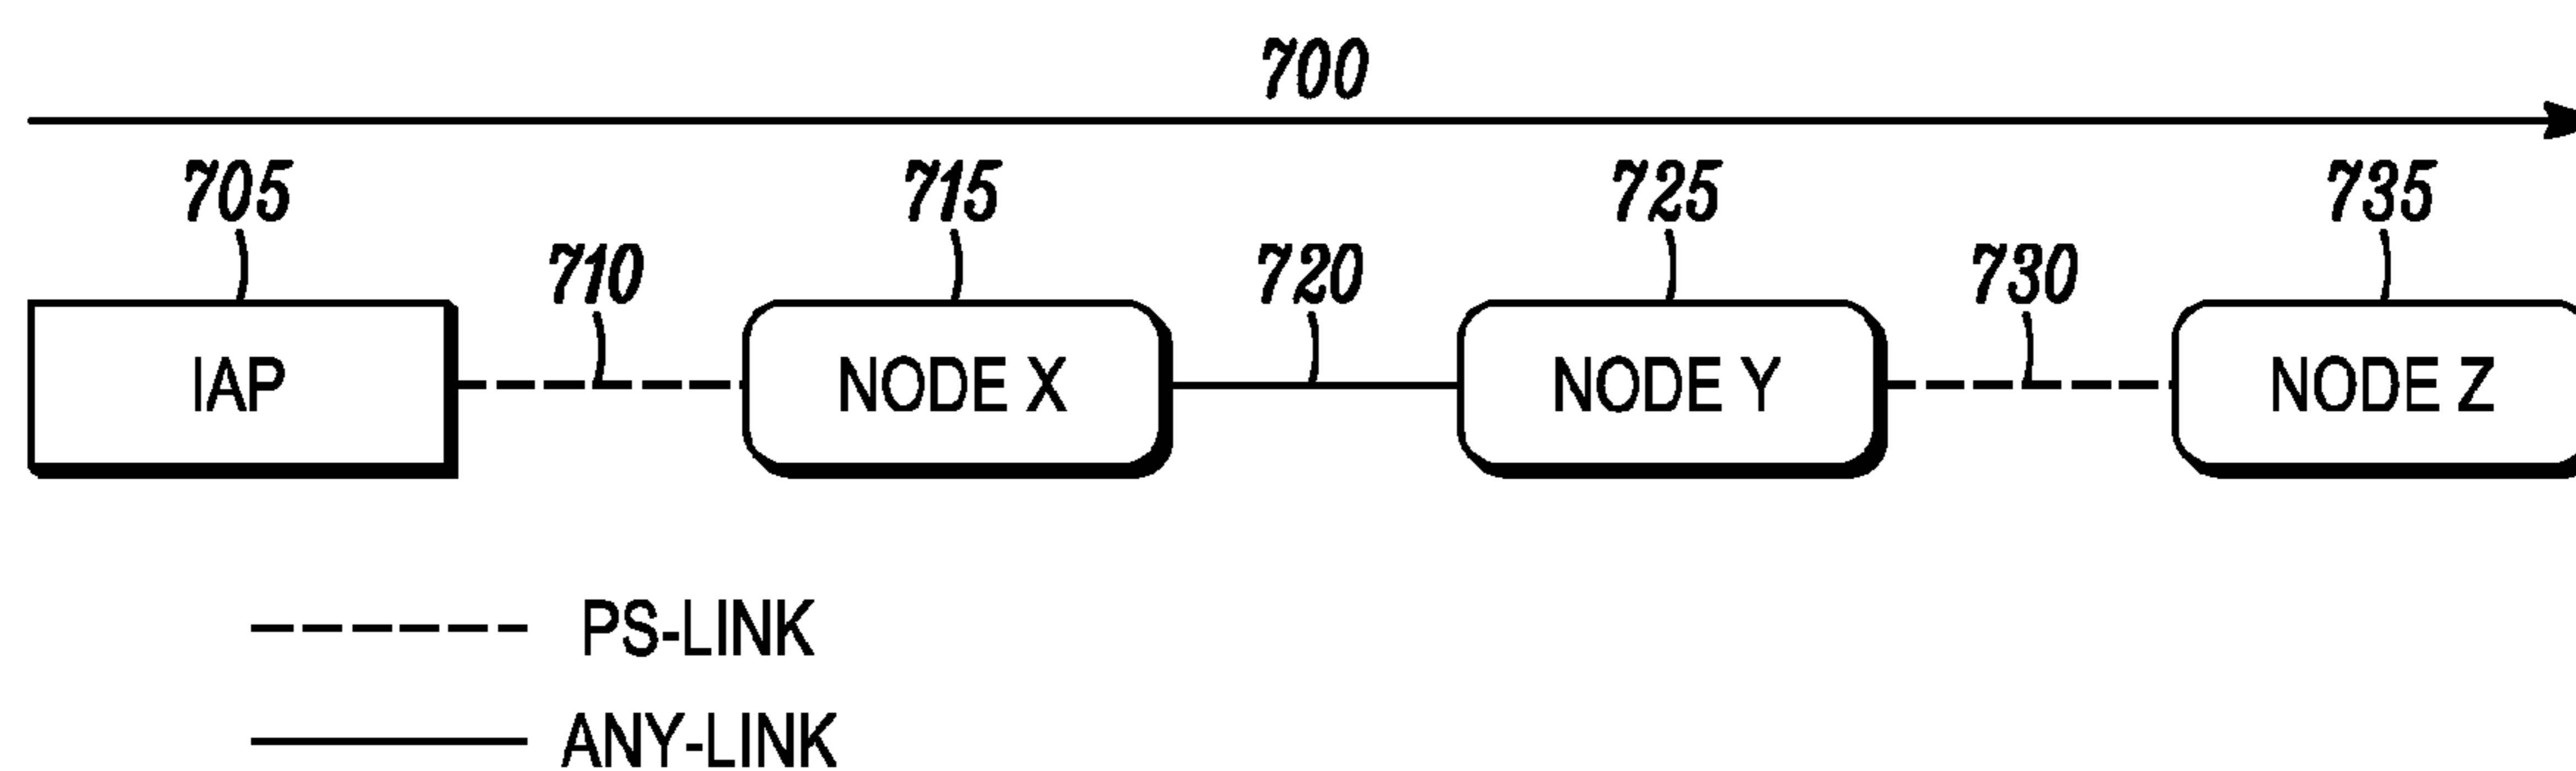 700
705 715 725 735
710 720 730
IAP NODE X NODE Y NODE Z
PS-LINK
ANY-LINK